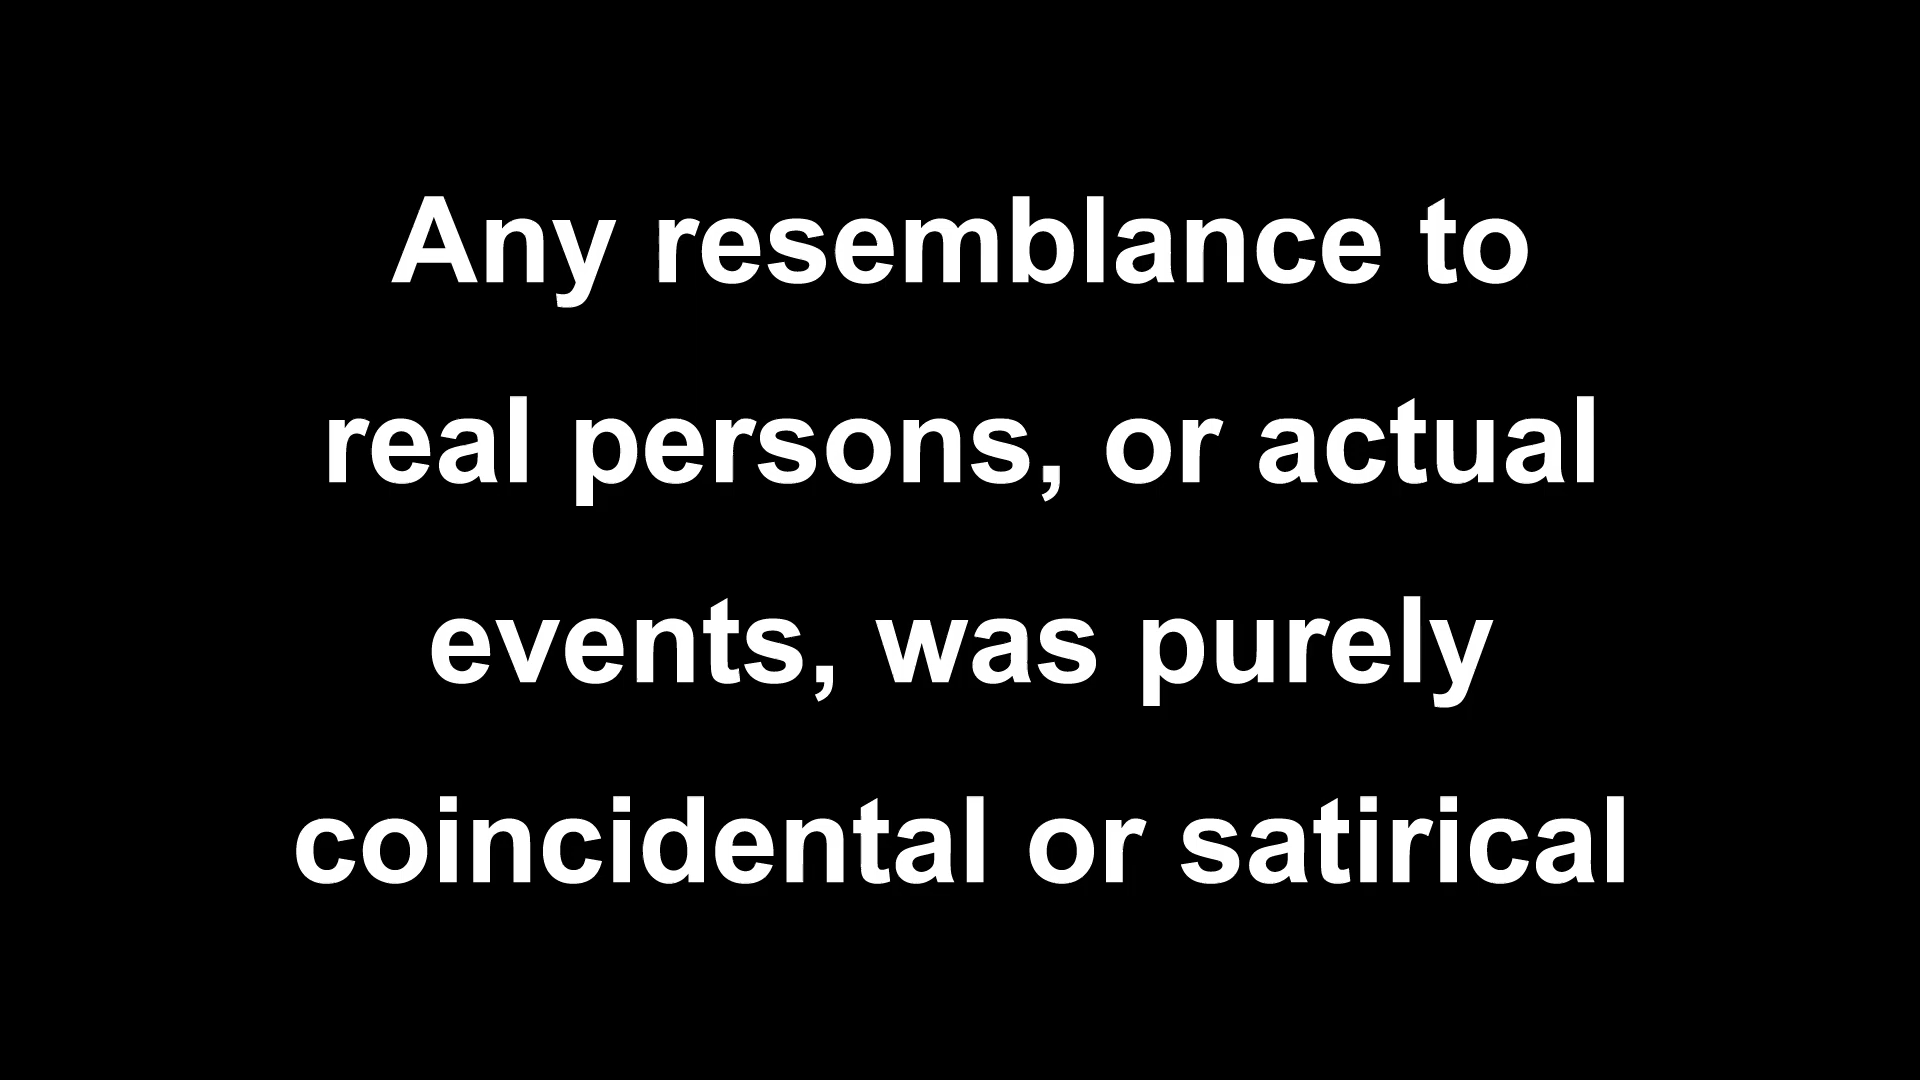 Any resemblance to
real persons, or actual
events, was purely
coincidental or satirical